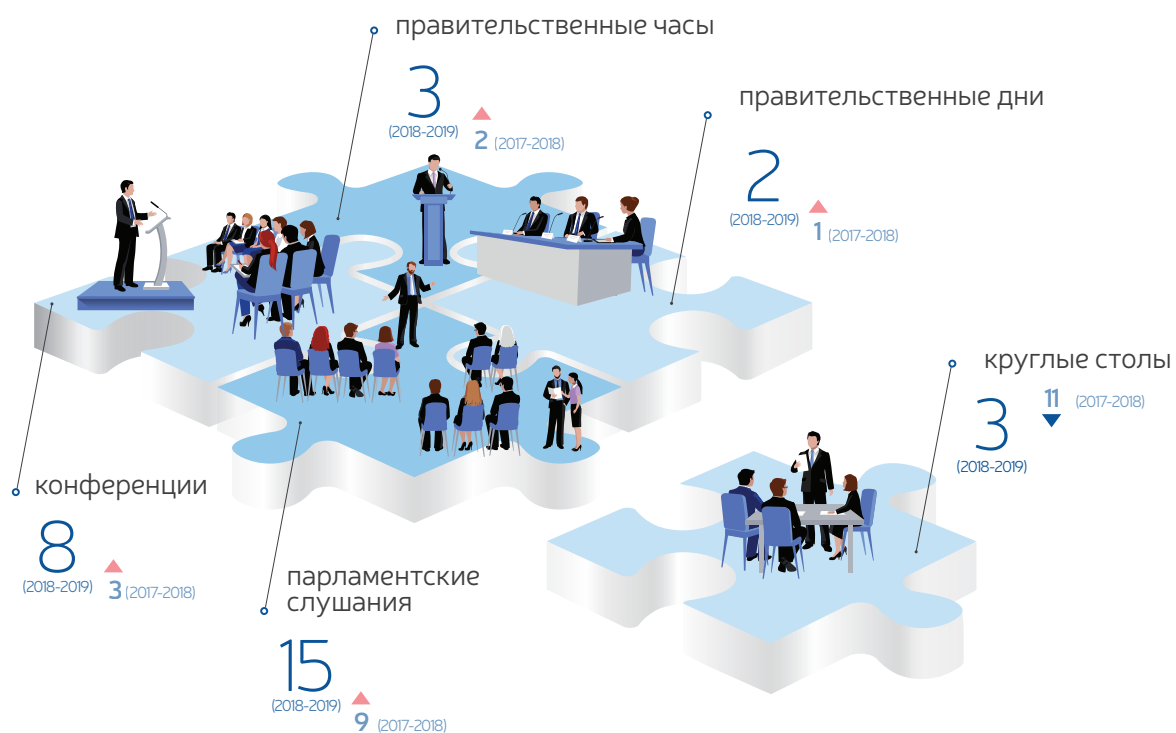 правительственные часы
3
(2018-2019)
2 (2017-2018)
правительственные дни
2
(2018-2019)
1 (2017-2018)
круглые столы
11 (2017-2018)
3
(2018-2019)
конференции
8
(2018-2019)
3 (2017-2018)
парламентские
слушания
15
(2018-2019)
9 (2017-2018)